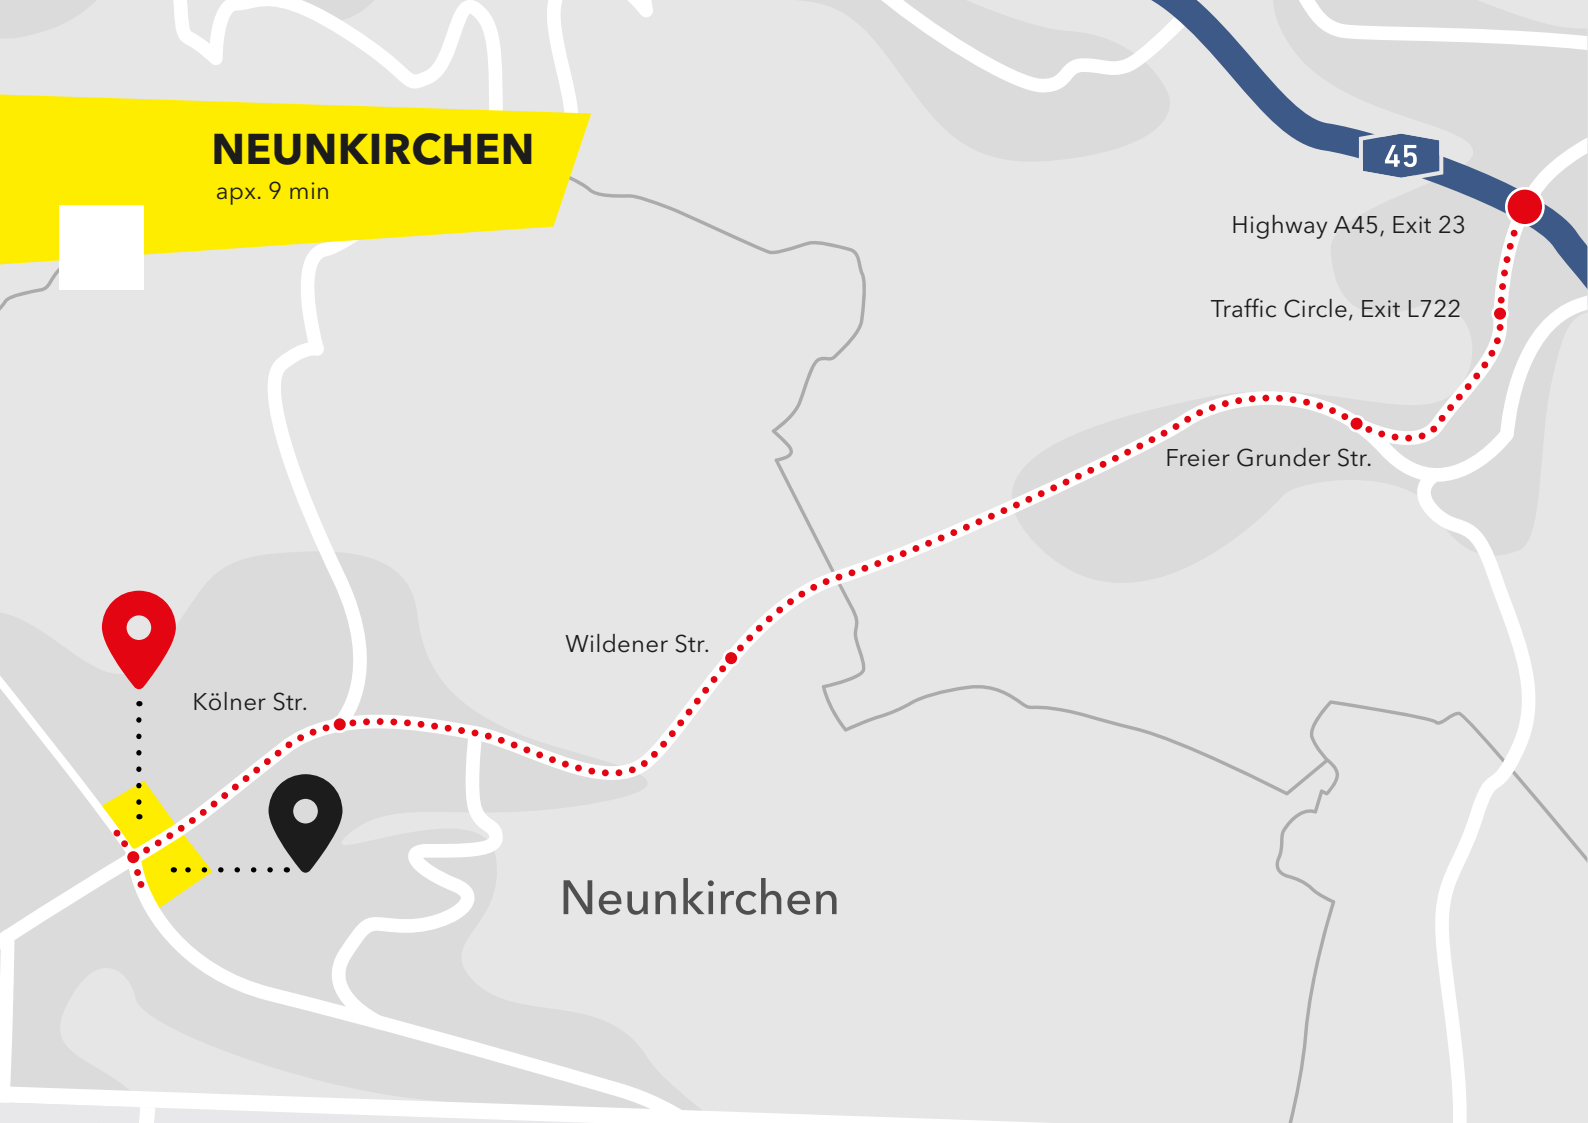 NEUNKIRCHEN
apx. 9 min
45
Highway A45, Exit 23
Traffic Circle, Exit L722
Freier Grunder Str.
Wildener Str.
Kölner Str.
Neunkirchen